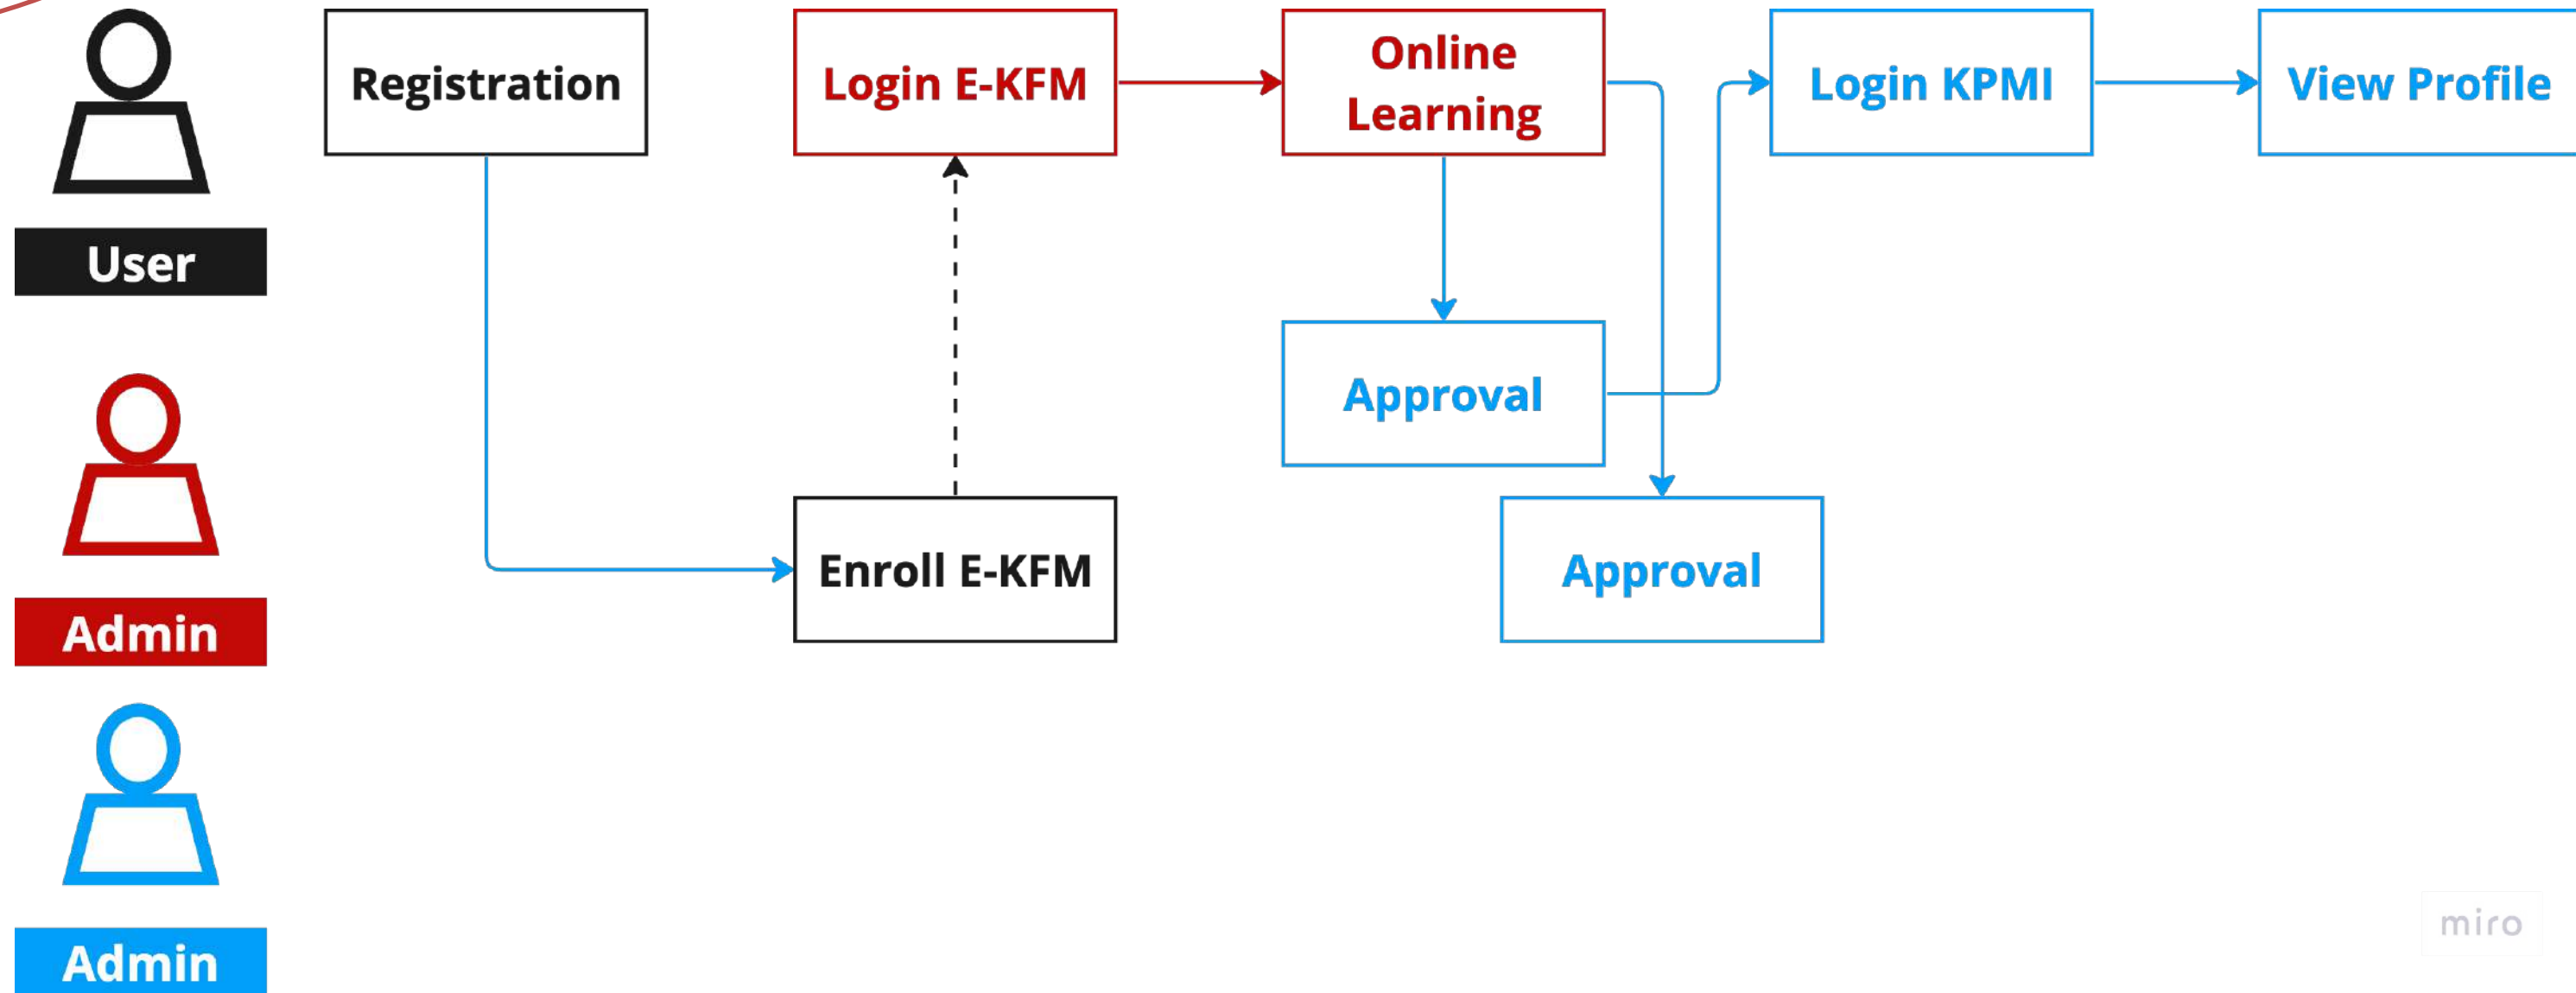 Registration
Login E-KFM
Online
Learning
Login KPMI
View Profile
User
Approval
Admin
Enroll E-KFM
Approval
Admin
miro